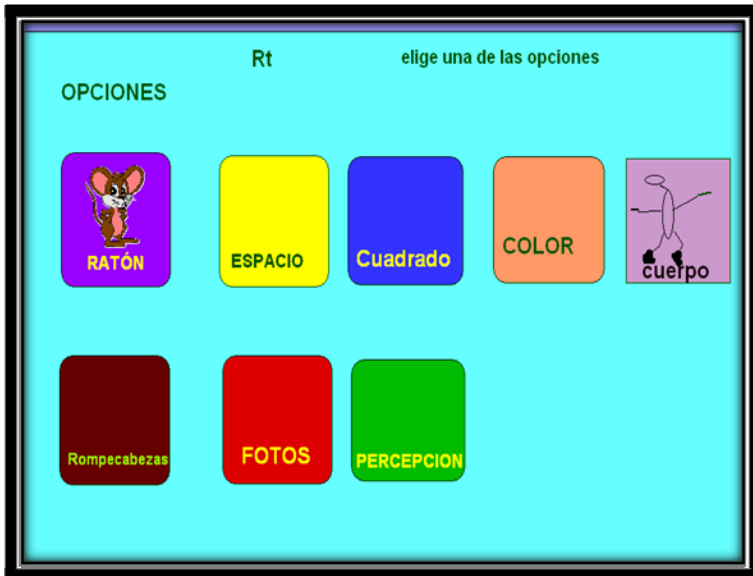 Rt
elige una de las opciones
OPCIONES
RATÓN
ESPACIO
Cuadrado
COLOR
cuerpo
Rompecabezas
FOTOS
PERCEPCION